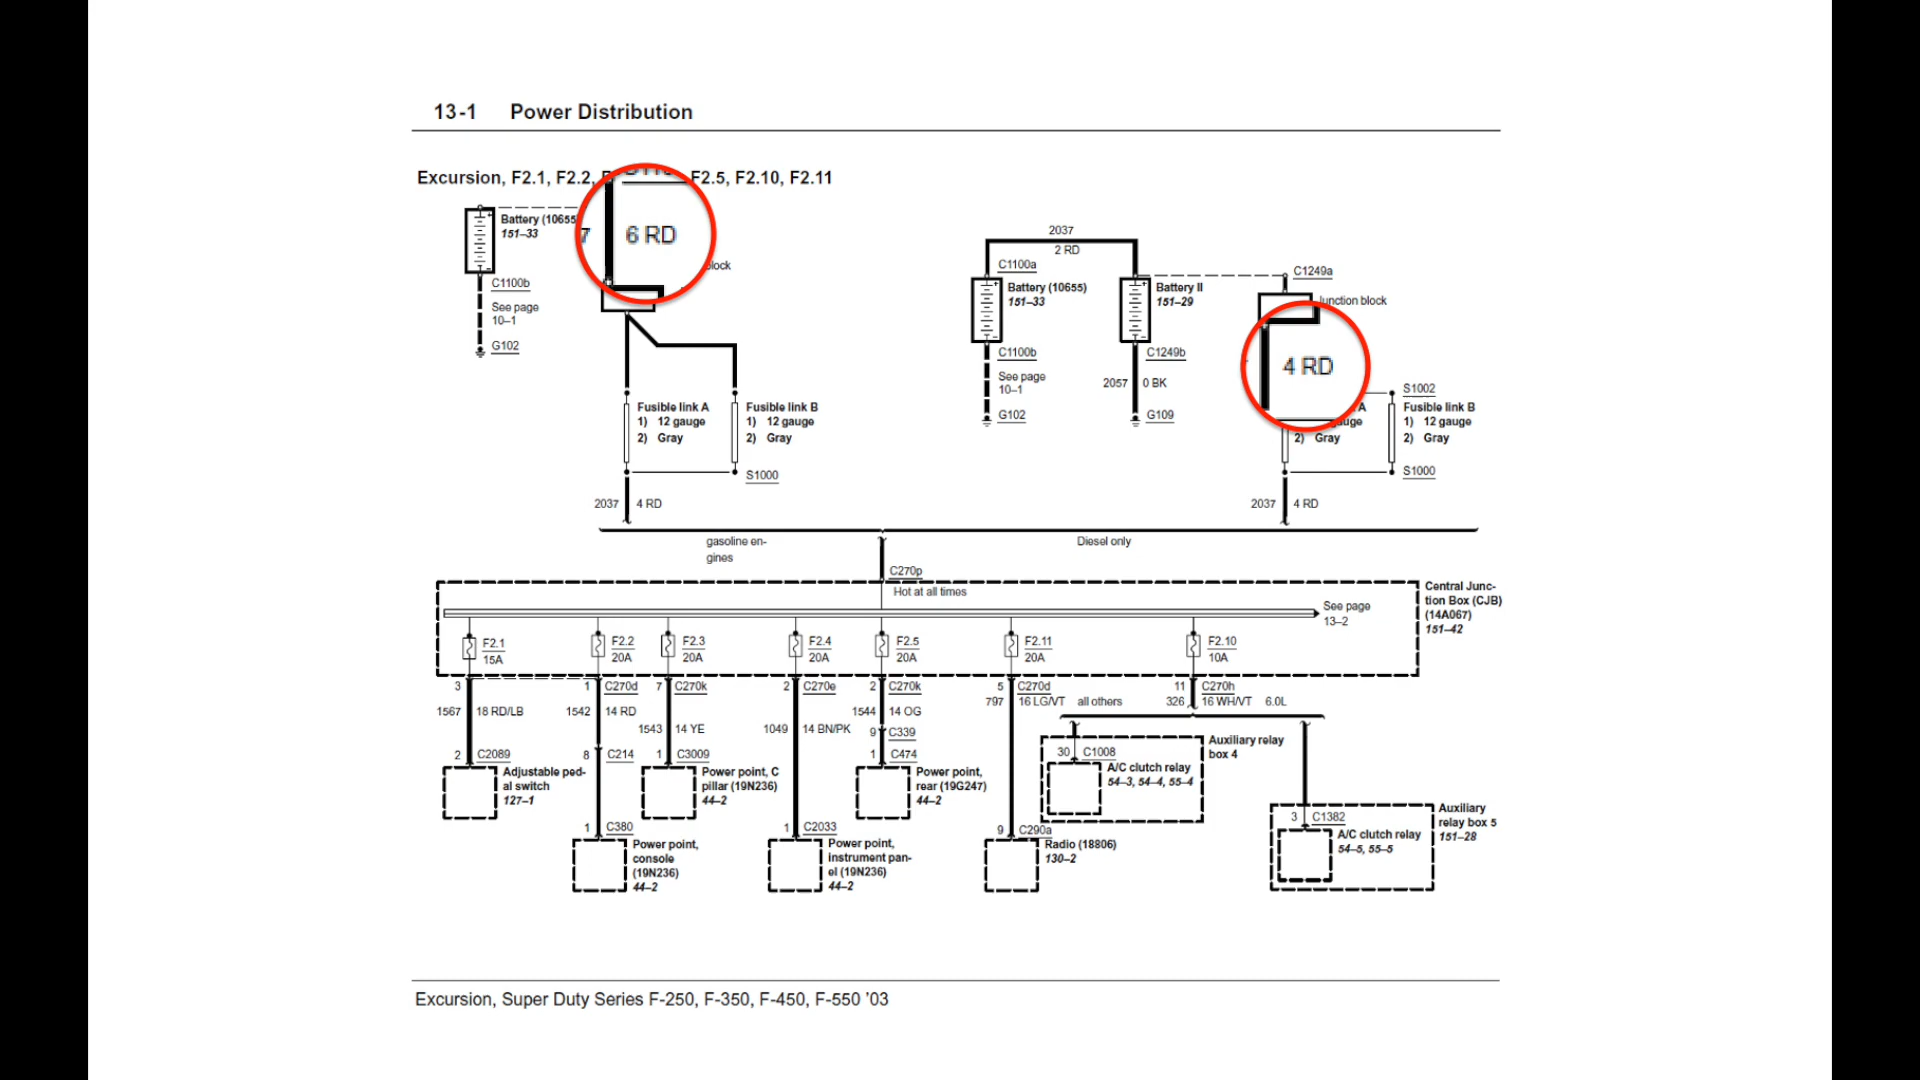 13-1 Power Distribution
Excursion, F2.1, F2.2, F2.5, F2.10, F2.11
Battery (10655
151–33
C1100b
See page
10–1
G102
7 6 RD
Fusible link A
1) 12 gauge
2) Gray
Fusible link B
1) 12 gauge
2) Gray
S1000
2037 4 RD
2037
2 RD
C1100a
Battery (10655)
151–33
C1100b
See page
10–1
G102
Battery II
151–29
C1249b
2057 0 BK
G109
C1249a
Junction block
4 RD
S1002
A
2) Gray
Fusible link B
1) 12 gauge
2) Gray
S1000
2037 4 RD
gasoline en-
gines
Diesel only
C270p
Hot at all times
See page
13–2
Central Junc-
tion Box (CJB)
(14A067)
151–42
F2.1
15A
F2.2
20A
F2.3
20A
F2.4
20A
F2.5
20A
F2.11
20A
F2.10
10A
3
1 C270d
7 C270k
2 C270e
2 C270k
5 C270d
11 C270h
1567 18 RD/LB
1542 14 RD
1543 14 YE
1049 14 BN/PK
1544 14 OG
797 16 LG/VT all others
326 16 WH/VT 6.0L
9 C339
2 C2089
8 C214
1 C3009
1 C474
Adjustable ped-
al switch
127–1
Power point, C
pillar (19N236)
44–2
Power point,
rear (19G247)
44–2
30 C1008
A/C clutch relay
54–3, 54–4, 55–4
Auxiliary relay
box 4
1 C380
Power point,
console
(19N236)
44–2
1 C2033
Power point,
instrument pan-
el (19N236)
44–2
9 C290a
Radio (18806)
130–2
3 C1382
A/C clutch relay
54–5, 55–5
Auxiliary
relay box 5
151–28
Excursion, Super Duty Series F-250, F-350, F-450, F-550 '03